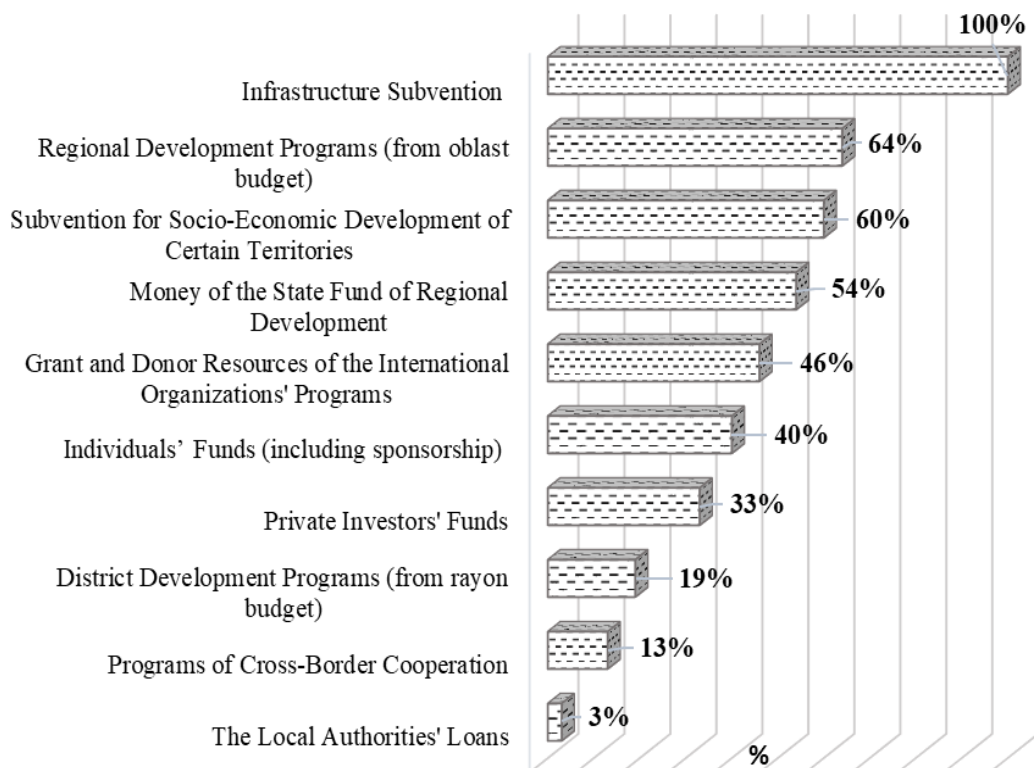 100%
Infrastructure Subvention
Regional Development Programs (from oblast
budget)
64%
Subvention for Socio-Economic Development of
Certain Territories
60%
Money of the State Fund of Regional
Development
54%
Grant and Donor Resources of the International
Organizations' Programs
46%
Individuals’ Funds (including sponsorship)
40%
Private Investors' Funds
33%
District Development Programs (from rayon
budget)
19%
Programs of Cross-Border Cooperation
13%
The Local Authorities' Loans
3%
%